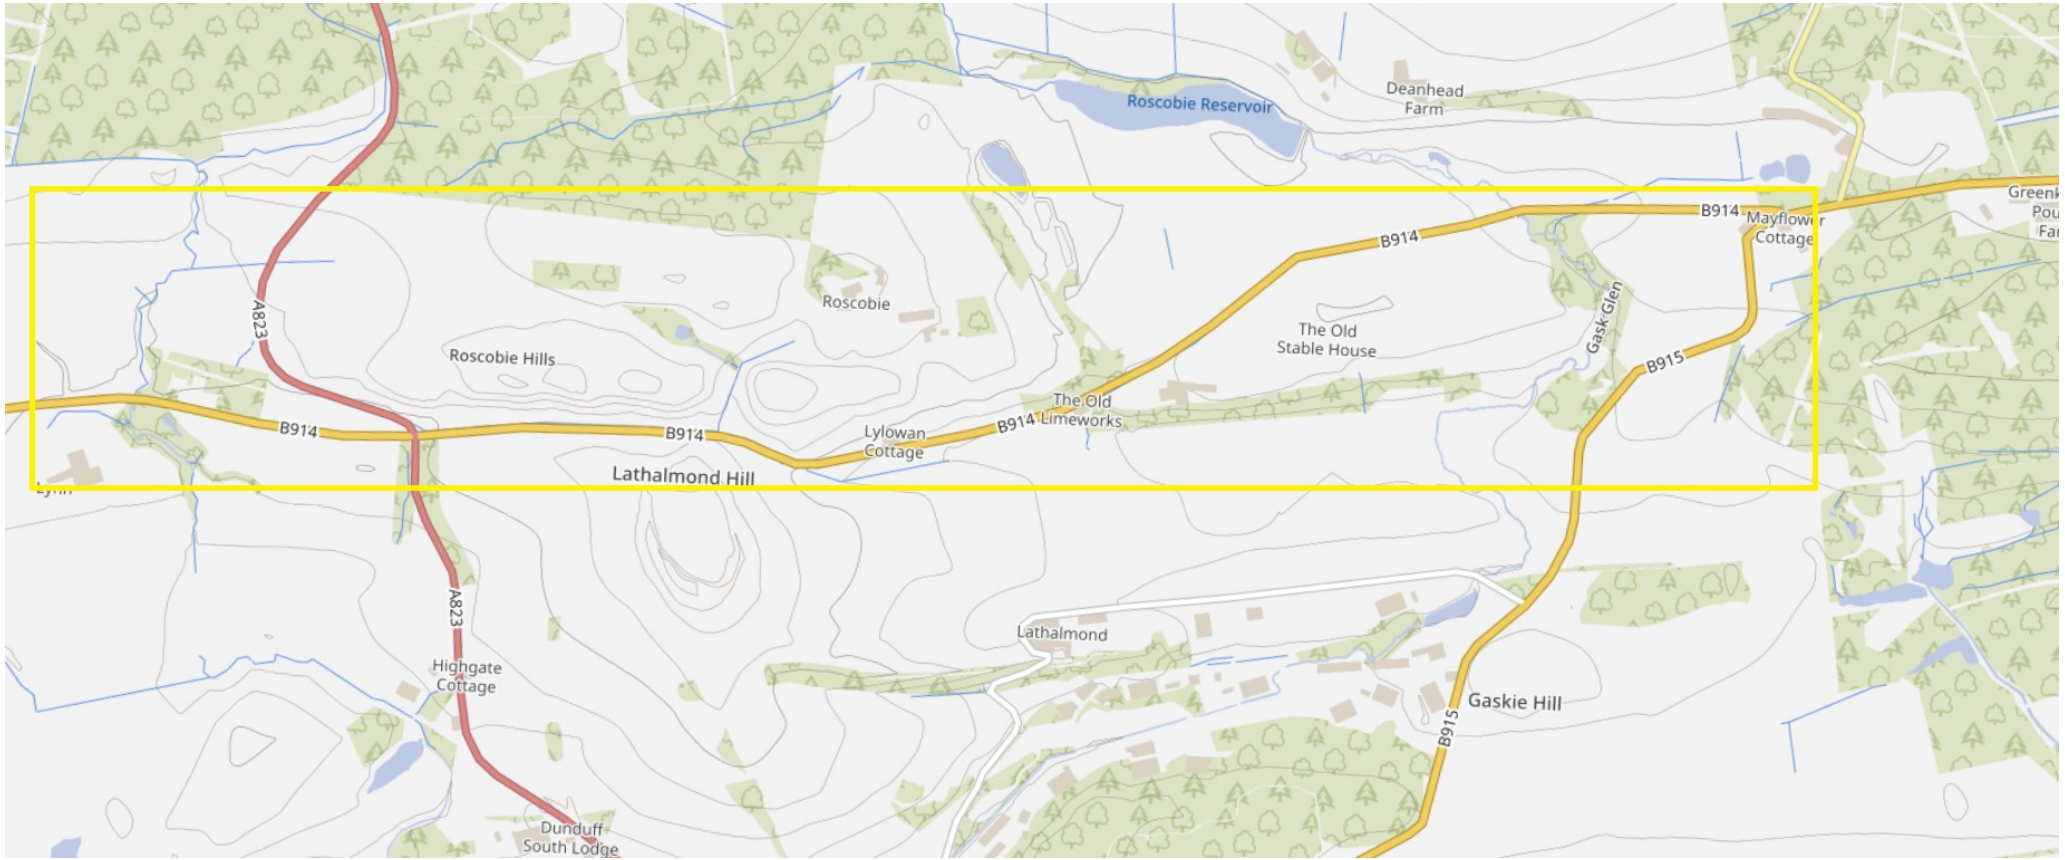 Roscobie Reservoir
Deanhead
Farm
Greenk
Pou
Far
B914
Mayflower
Cottage
B914
A823
Roscobie
Gask Glen
The Old
Stable House
Roscobie Hills
B915
The Old
Limeworks
B914
B914
B914
Lylowan
Cottage
Lathalmond Hill
Lynn
A823
Lathalmond
Highgate
Cottage
Gaskie Hill
B915
Dunduff
South Lodge